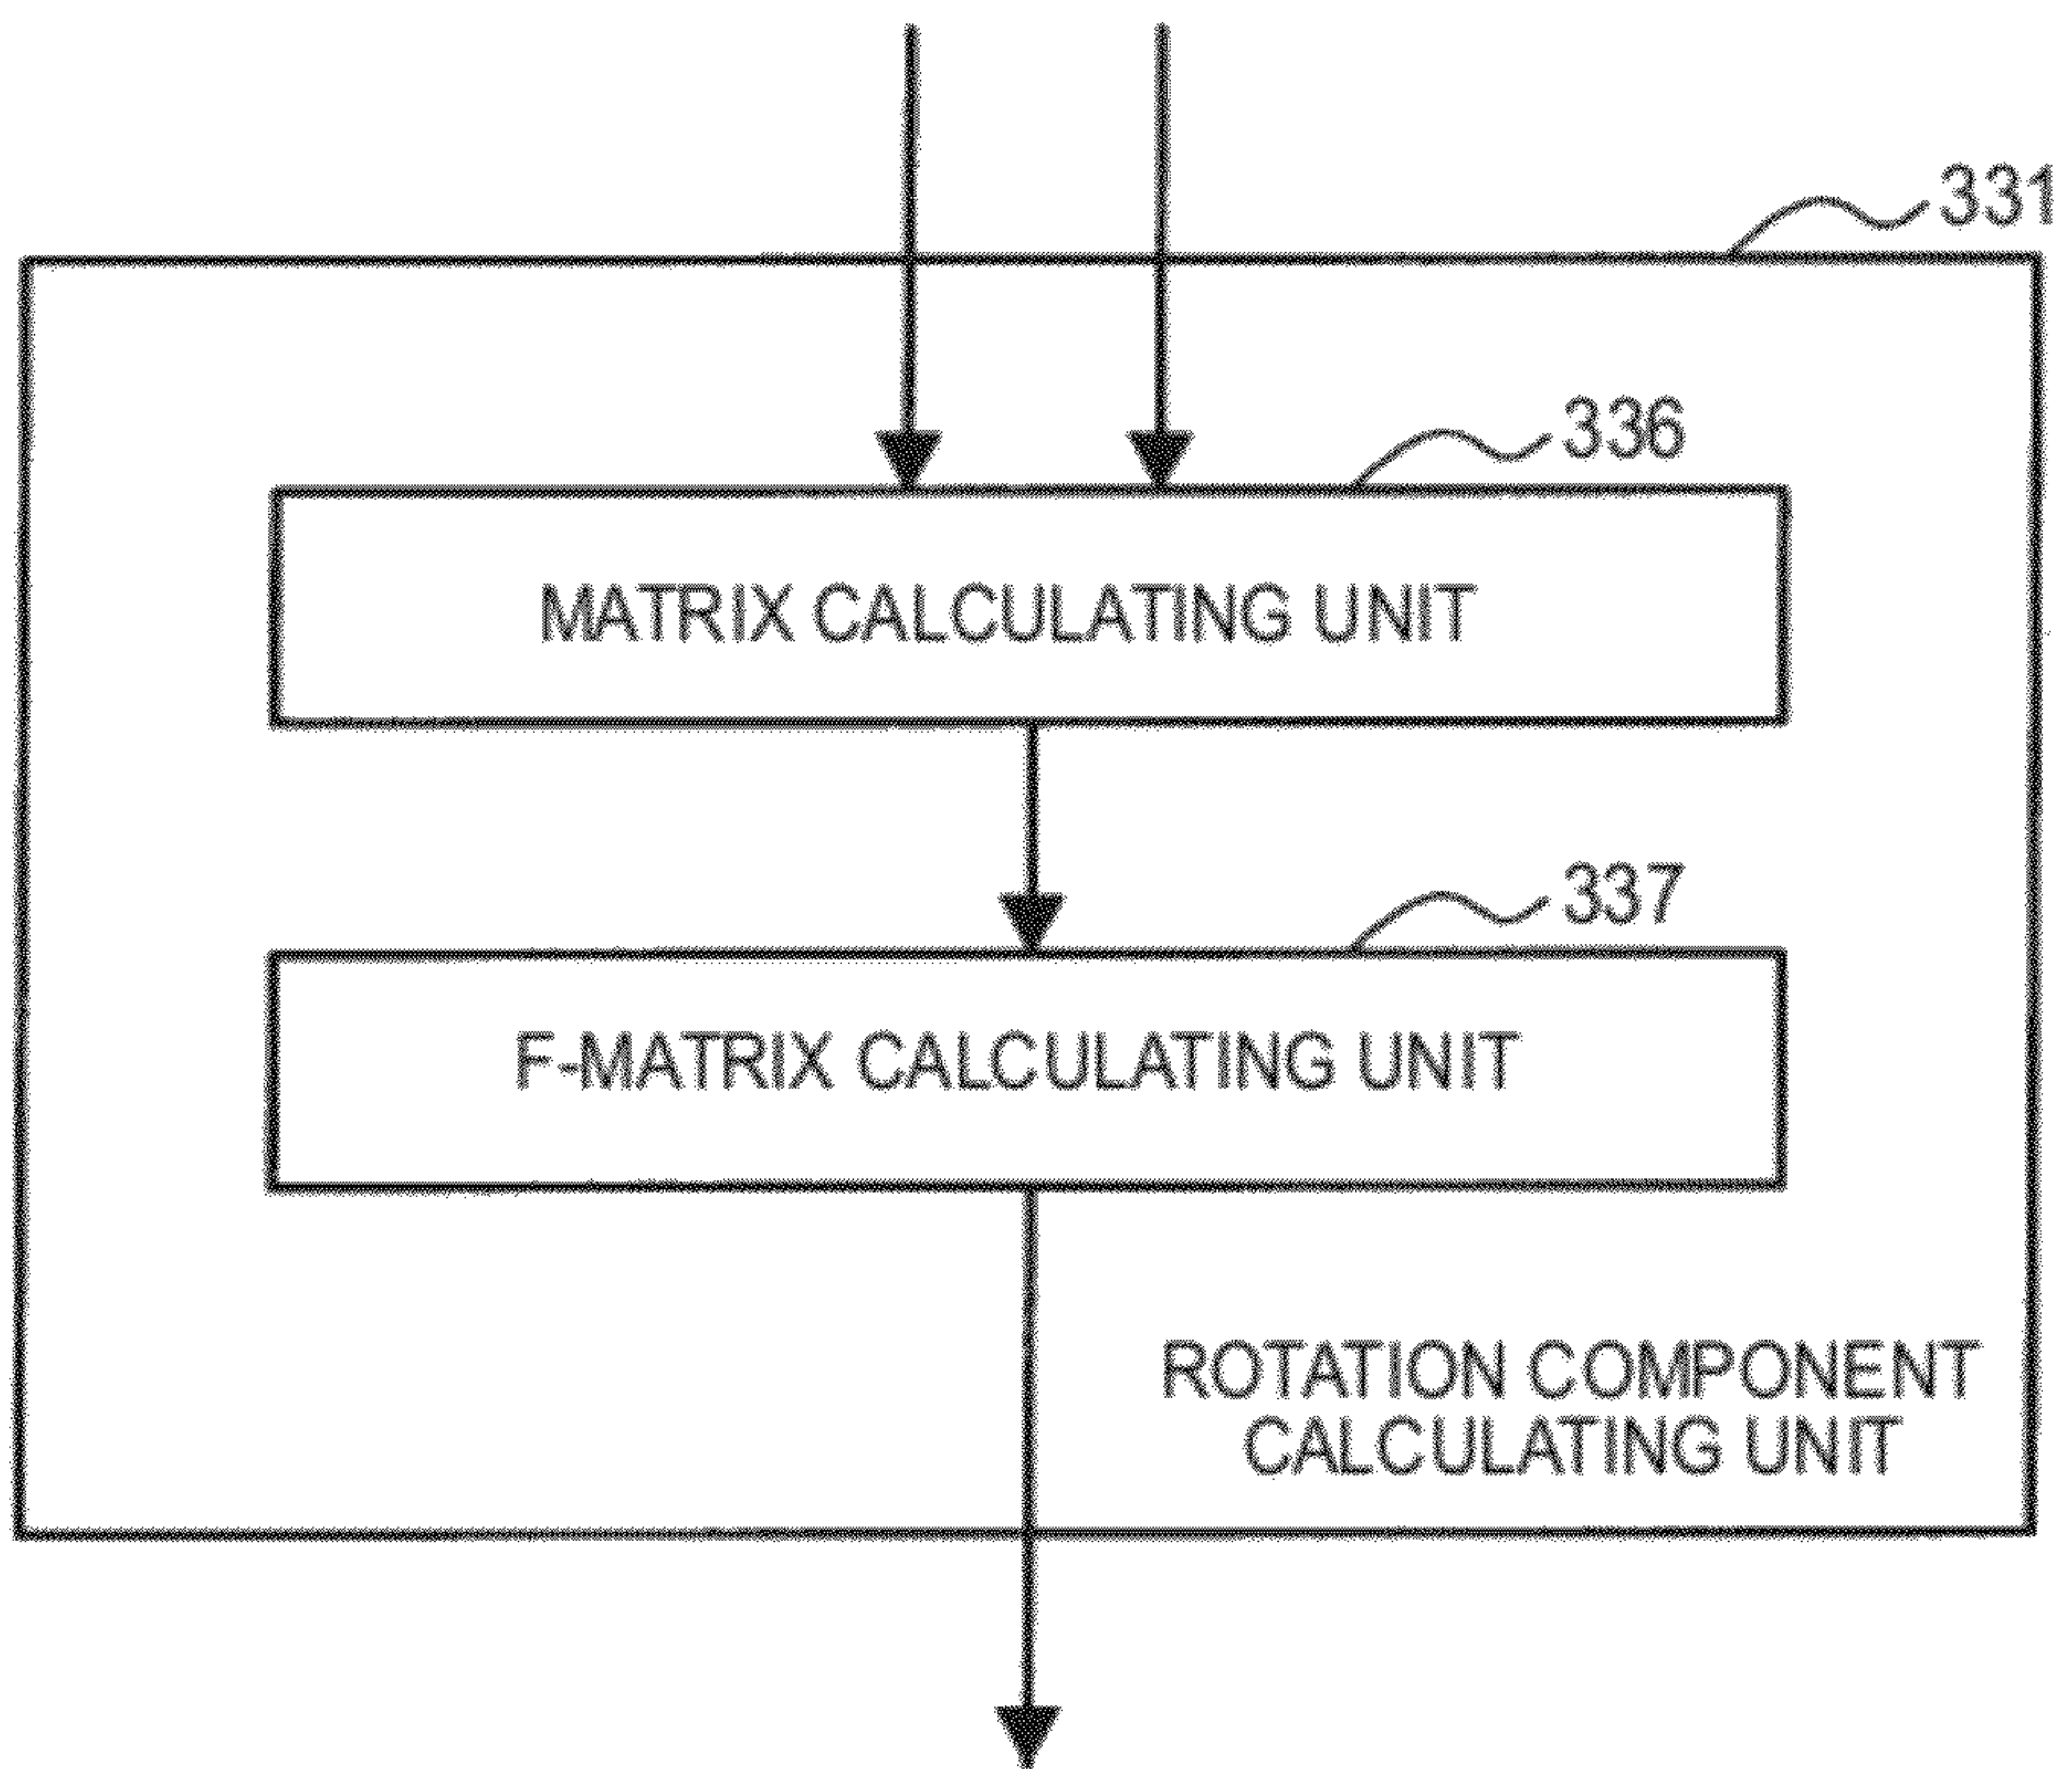 331
336
MATRIX CALCULATING UNIT
337
F-MATRIX CALCULATING UNIT
ROTATION COMPONENT
CALCULATING UNIT